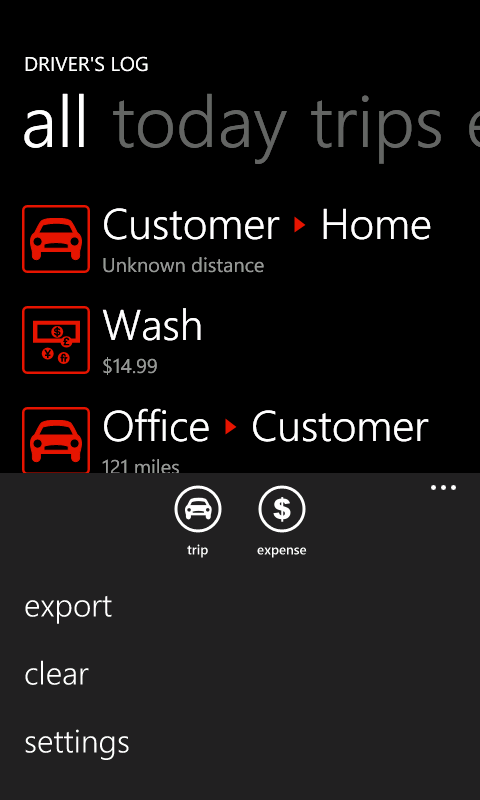 DRIVER'S LOG
all today trips
Customer Home
Unknown distance
Wash
$14.99
Office Customer
121 miles
trip expense
export
clear
settings